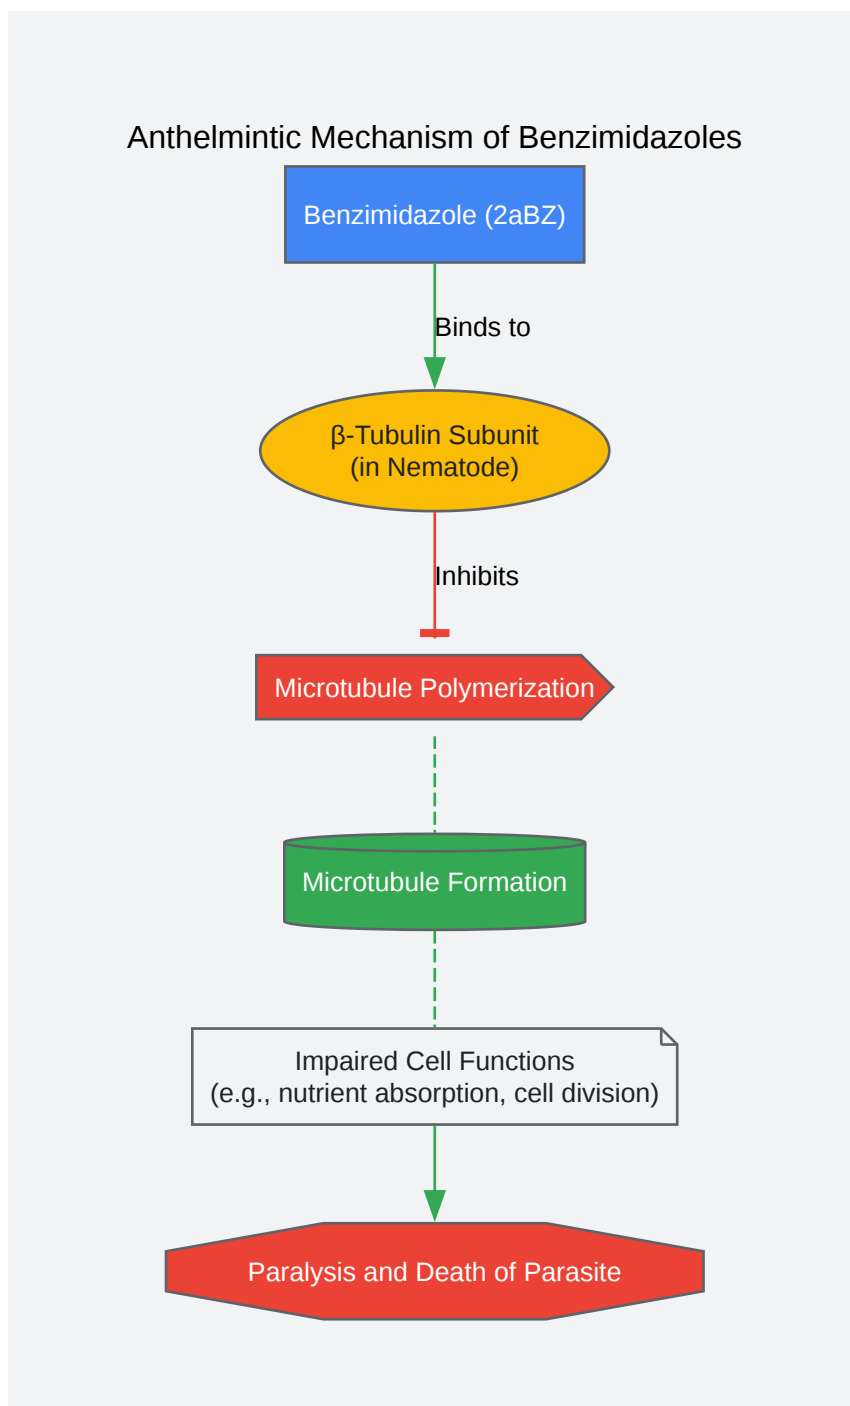 Anthelmintic Mechanism of Benzimidazoles
Benzimidazole (2aBZ)
Binds to
β-Tubulin Subunit
(in Nematode)
Inhibits
Microtubule Polymerization
Microtubule Formation
Impaired Cell Functions
(e.g., nutrient absorption, cell division)
Paralysis and Death of Parasite